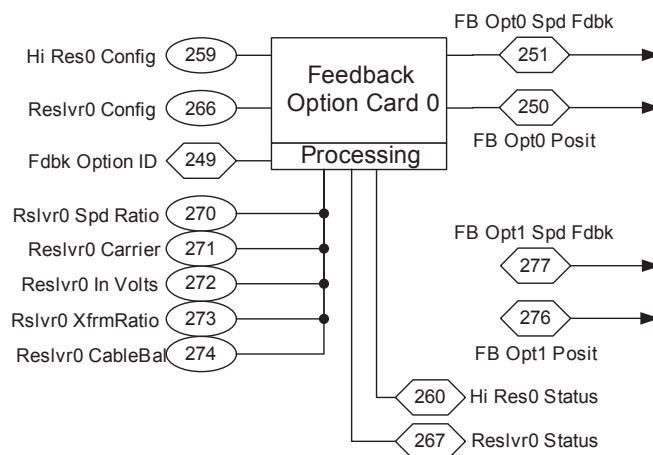 FB Opt0 Spd Fdbk
Hi Res0 Config
259
Feedback
Option Card 0
251
Reslvr0 Config
266
250
FB Opt0 Posit
Fdbk Option ID
249
Processing
Rslvr0 Spd Ratio
270
FB Opt1 Spd Fdbk
Reslvr0 Carrier
271
277
Reslvr0 In Volts
272
Rslvr0 XfrmRatio
273
276
Reslvr0 CableBal
274
FB Opt1 Posit
260
Hi Res0 Status
267
Reslvr0 Status